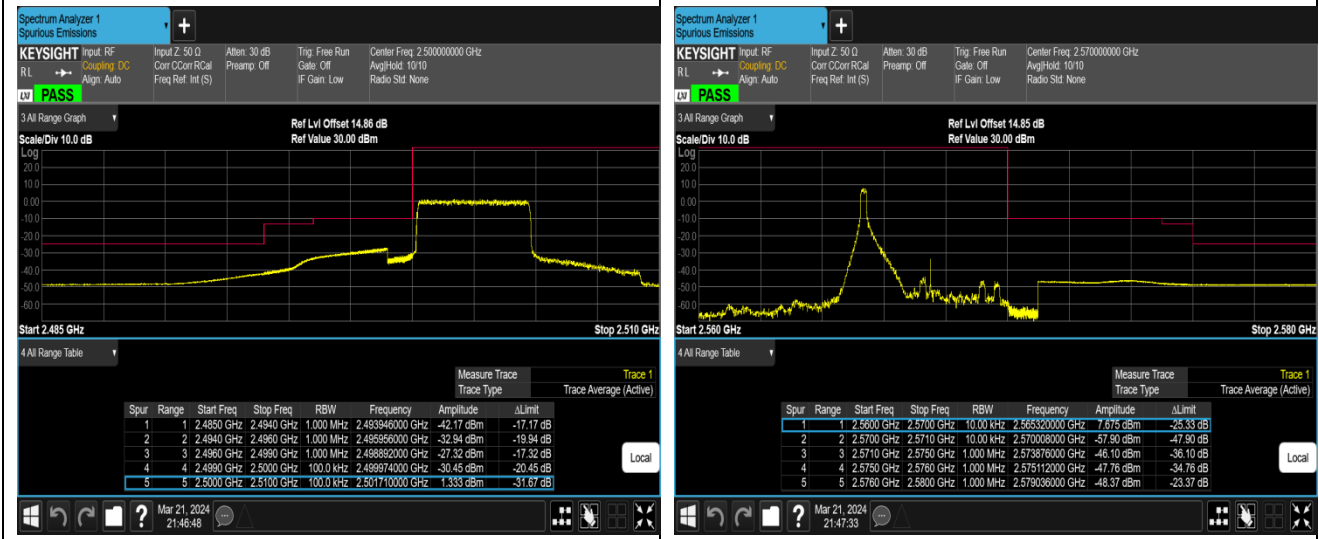 Spectrum Analyzer 1
Spurious Emissions
+
KEYSIGHT Input: RF Input Z: 50 Ω Atten: 30 dB Trig: Free Run Center Freq: 2.500000000 GHz
RL Coupling: DC Corr CCorr RCal Preamp: Off Gate: Off Avg|Hold: 10/10
Align: Auto Freq Ref: Int (S) IF Gain: Low Radio Std: None
LXI PASS
3 All Range Graph
Ref Lvl Offset 14.86 dB
Scale/Div 10.0 dB Ref Value 30.00 dBm
Log
20.0
10.0
0.00
-10.0
-20.0
-30.0
-40.0
-50.0
-60.0
Start 2.485 GHz Stop 2.510 GHz
4 All Range Table
Measure Trace Trace 1
Trace Type Trace Average (Active)
Spur Range Start Freq Stop Freq RBW Frequency Amplitude ΔLimit
1 1 2.4850 GHz 2.4940 GHz 1.000 MHz 2.493946000 GHz -42.17 dBm -17.17 dB
2 2 2.4940 GHz 2.4960 GHz 1.000 MHz 2.495956000 GHz -32.94 dBm -19.94 dB
3 3 2.4960 GHz 2.4990 GHz 1.000 MHz 2.498892000 GHz -27.32 dBm -17.32 dB
4 4 2.4990 GHz 2.5000 GHz 100.0 kHz 2.499974000 GHz -30.45 dBm -20.45 dB
5 5 2.5000 GHz 2.5100 GHz 100.0 kHz 2.501710000 GHz 1.333 dBm -31.67 dB
Local
? Mar 21, 2024
21:46:48
Spectrum Analyzer 1
Spurious Emissions
+
KEYSIGHT Input: RF Input Z: 50 Ω Atten: 30 dB Trig: Free Run Center Freq: 2.570000000 GHz
RL Coupling: DC Corr CCorr RCal Preamp: Off Gate: Off Avg|Hold: 10/10
Align: Auto Freq Ref: Int (S) IF Gain: Low Radio Std: None
LXI PASS
3 All Range Graph
Ref Lvl Offset 14.85 dB
Scale/Div 10.0 dB Ref Value 30.00 dBm
Log
20.0
10.0
0.00
-10.0
-20.0
-30.0
-40.0
-50.0
-60.0
Start 2.560 GHz Stop 2.580 GHz
4 All Range Table
Measure Trace Trace 1
Trace Type Trace Average (Active)
Spur Range Start Freq Stop Freq RBW Frequency Amplitude ΔLimit
1 1 2.5600 GHz 2.5700 GHz 10.00 kHz 2.565320000 GHz 7.675 dBm -25.33 dB
2 2 2.5700 GHz 2.5710 GHz 10.00 kHz 2.570008000 GHz -57.90 dBm -47.90 dB
3 3 2.5710 GHz 2.5750 GHz 1.000 MHz 2.573876000 GHz -46.10 dBm -36.10 dB
4 4 2.5750 GHz 2.5760 GHz 1.000 MHz 2.575112000 GHz -47.76 dBm -34.76 dB
5 5 2.5760 GHz 2.5800 GHz 1.000 MHz 2.579036000 GHz -48.37 dBm -23.37 dB
Local
? Mar 21, 2024
21:47:33